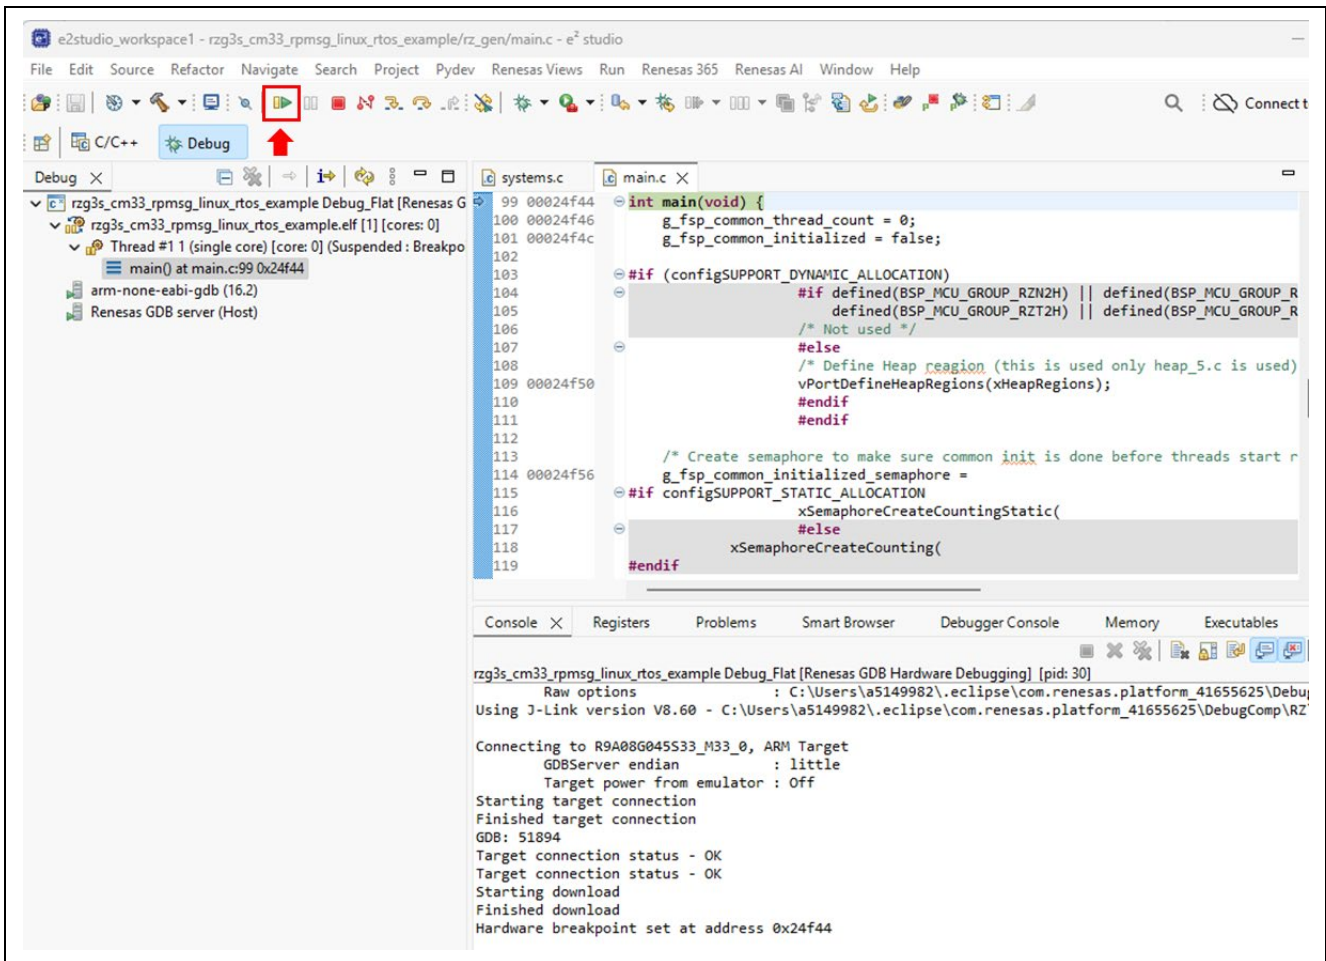 e2studio_workspace1 - rzg3s_cm33_rpmsg_linux_rtos_example/rz_gen/main.c - e² studio
File Edit Source Refactor Navigate Search Project Pydev Renesas Views Run Renesas 365 Renesas AI Window Help
Connect t
C/C++ Debug
Debug
systems.c main.c
rzg3s_cm33_rpmsg_linux_rtos_example Debug_Flat [Renesas G
rzg3s_cm33_rpmsg_linux_rtos_example.elf [1] [cores: 0]
Thread #1 1 (single core) [core: 0] (Suspended : Breakpo
main() at main.c:99 0x24f44
arm-none-eabi-gdb (16.2)
Renesas GDB server (Host)
99 00024f44 int main(void) {
100 00024f46 g_fsp_common_thread_count = 0;
101 00024f4c g_fsp_common_initialized = false;
102
103 #if (configSUPPORT_DYNAMIC_ALLOCATION)
104 #if defined(BSP_MCU_GROUP_RZN2H) || defined(BSP_MCU_GROUP_R
105 defined(BSP_MCU_GROUP_RZT2H) || defined(BSP_MCU_GROUP_R
106 /* Not used */
107 #else
108 /* Define Heap reagion (this is used only heap_5.c is used)
109 00024f50 vPortDefineHeapRegions(xHeapRegions);
110 #endif
111 #endif
112
113 /* Create semaphore to make sure common init is done before threads start r
114 00024f56 g_fsp_common_initialized_semaphore =
115 #if configSUPPORT_STATIC_ALLOCATION
116 xSemaphoreCreateCountingStatic(
117 #else
118 xSemaphoreCreateCounting(
119 #endif
Console Registers Problems Smart Browser Debugger Console Memory Executables
rzg3s_cm33_rpmsg_linux_rtos_example Debug_Flat [Renesas GDB Hardware Debugging] [pid: 30]
Raw options : C:\Users\a5149982\.eclipse\com.renesas.platform_41655625\Debu
Using J-Link version V8.60 - C:\Users\a5149982\.eclipse\com.renesas.platform_41655625\DebugComp\RZ
Connecting to R9A08G045S33_M33_0, ARM Target
GDBServer endian : little
Target power from emulator : Off
Starting target connection
Finished target connection
GDB: 51894
Target connection status - OK
Target connection status - OK
Starting download
Finished download
Hardware breakpoint set at address 0x24f44